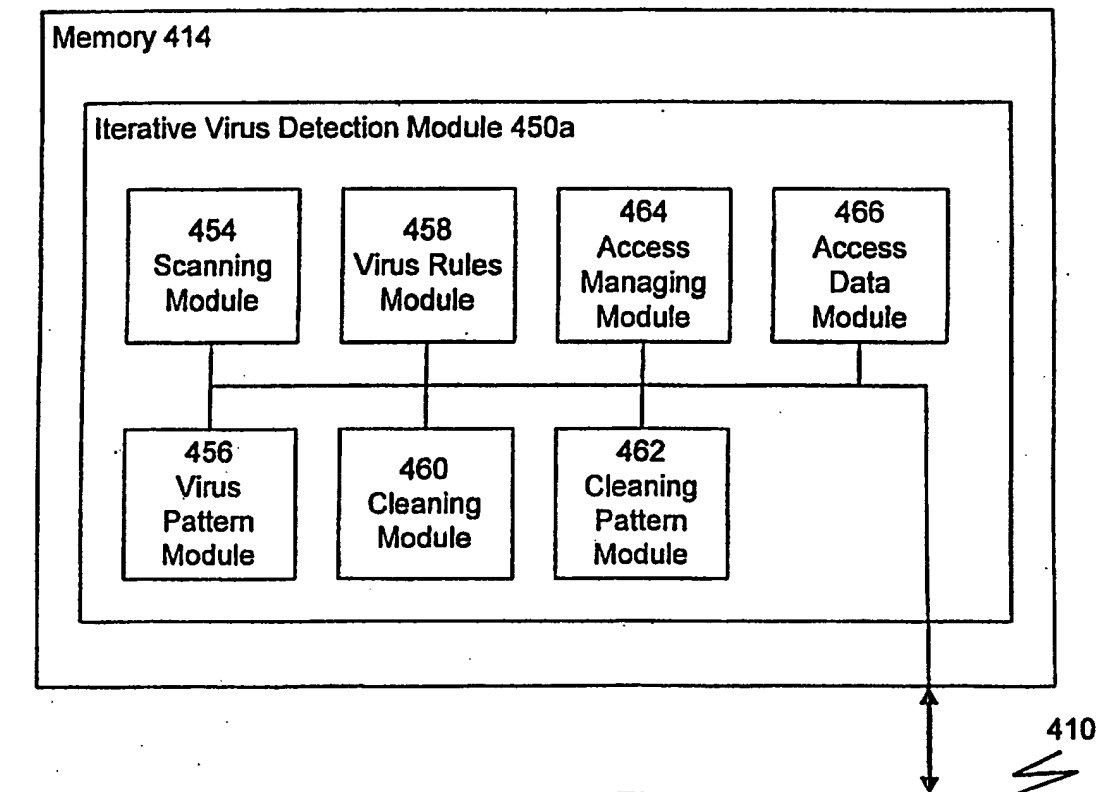 Memory 414
Iterative Virus Detection Module 450a
454
Scanning
Module
458
Virus Rules
Module
464
Access
Managing
Module
466
Access
Data
Module
456
Virus
Pattern
Module
460
Cleaning
Module
462
Cleaning
Pattern
Module
410